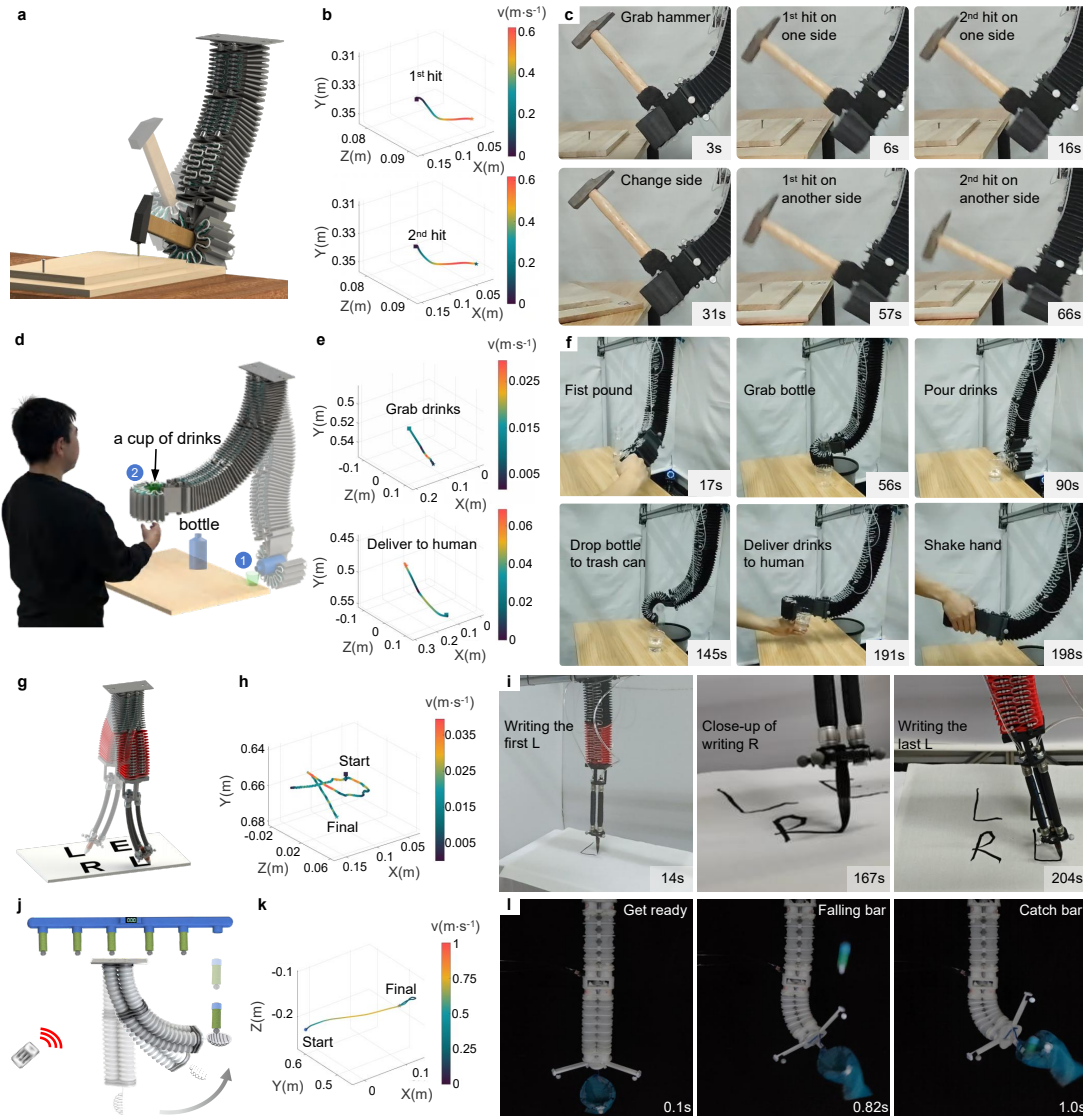 a
b
v(m·s⁻¹)
0.31
0.33
0.35
Y(m)
1ˢᵗ hit
0.08
0.09
Z(m)
0.15
0.1
0.05
X(m)
0.6
0.4
0.2
0
0.31
0.33
0.35
Y(m)
2ⁿᵈ hit
0.08
0.09
Z(m)
0.15
0.1
0.05
X(m)
0.6
0.4
0.2
0
c
Grab hammer
3s
1ˢᵗ hit on
one side
6s
2ⁿᵈ hit on
one side
16s
Change side
31s
1ˢᵗ hit on
another side
57s
2ⁿᵈ hit on
another side
66s
d
a cup of drinks
2
bottle
1
e
v(m·s⁻¹)
0.5
0.52
0.54
Y(m)
Grab drinks
-0.1
0
0.1
Z(m)
0.2
0.1
0
X(m)
0.025
0.02
0.015
0.01
0.005
0
0.45
0.5
0.55
Y(m)
Deliver to human
0
0.1
Z(m)
0.3
0.2
0.1
0
X(m)
0.06
0.04
0.02
0
f
Fist pound
17s
Grab bottle
56s
Pour drinks
90s
Drop bottle
to trash can
145s
Deliver drinks
to human
191s
Shake hand
198s
g
L E
R L
h
v(m·s⁻¹)
0.64
0.66
0.68
Y(m)
Start
Final
-0.02
0.02
0.06
Z(m)
0.15
0.1
0.05
X(m)
0.035
0.025
0.015
0.005
i
Writing the
first L
14s
Close-up of
writing R
R
167s
Writing the
last L
L
R
204s
j
000
k
v(m·s⁻¹)
-0.1
-0.2
Z(m)
Final
Start
0.6
0.5
Y(m)
0
0.1
X(m)
1
0.75
0.50
0.25
0
l
Get ready
0.1s
Falling bar
0.82s
Catch bar
1.0s